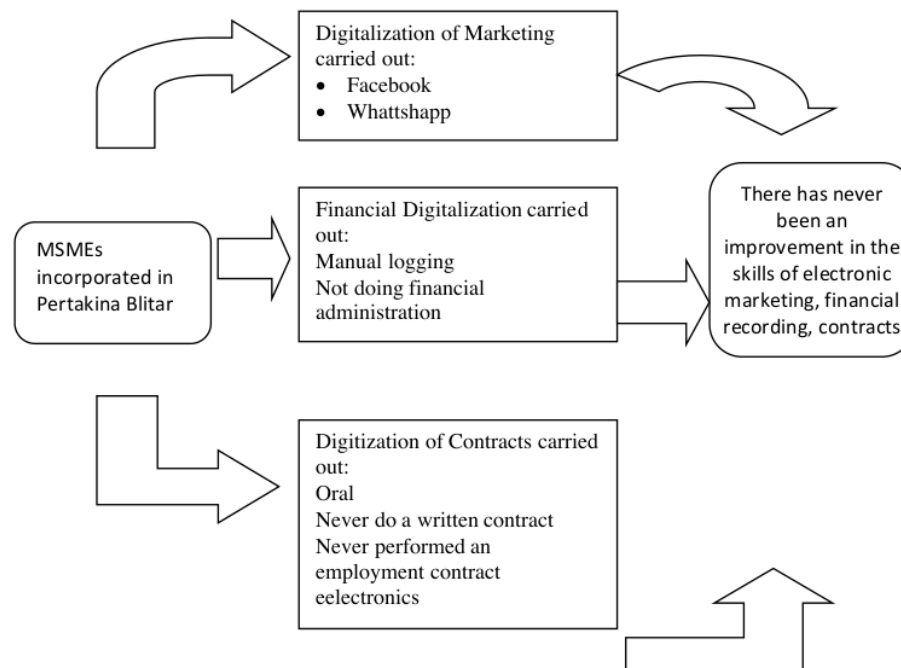 Digitalization of Marketing
carried out:
• Facebook
• Whattshapp
MSMEs
incorporated in
Pertakina Blitar
Financial Digitalization carried
out:
Manual logging
Not doing financial
administration
There has never
been an
improvement in the
skills of electronic
marketing, financial
recording, contracts
Digitization of Contracts carried
out:
Oral
Never do a written contract
Never performed an
employment contract
eelectronics